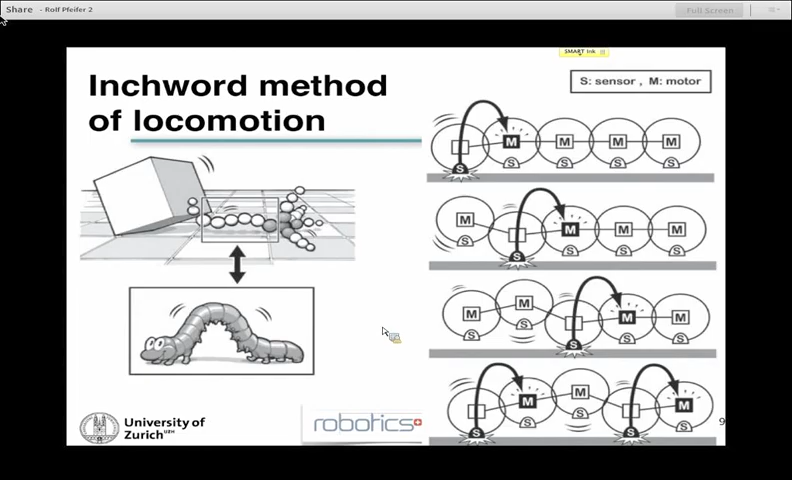 Share - Rolf Pfeifer 2
Full Screen
SMART Ink
Inchword method
of locomotion
S: sensor , M: motor
S M M M M
S S S S
M M M M
S S S S
M M M M
S S S S
M M M
S S S S
University of
Zurich UZH
robotics+
9